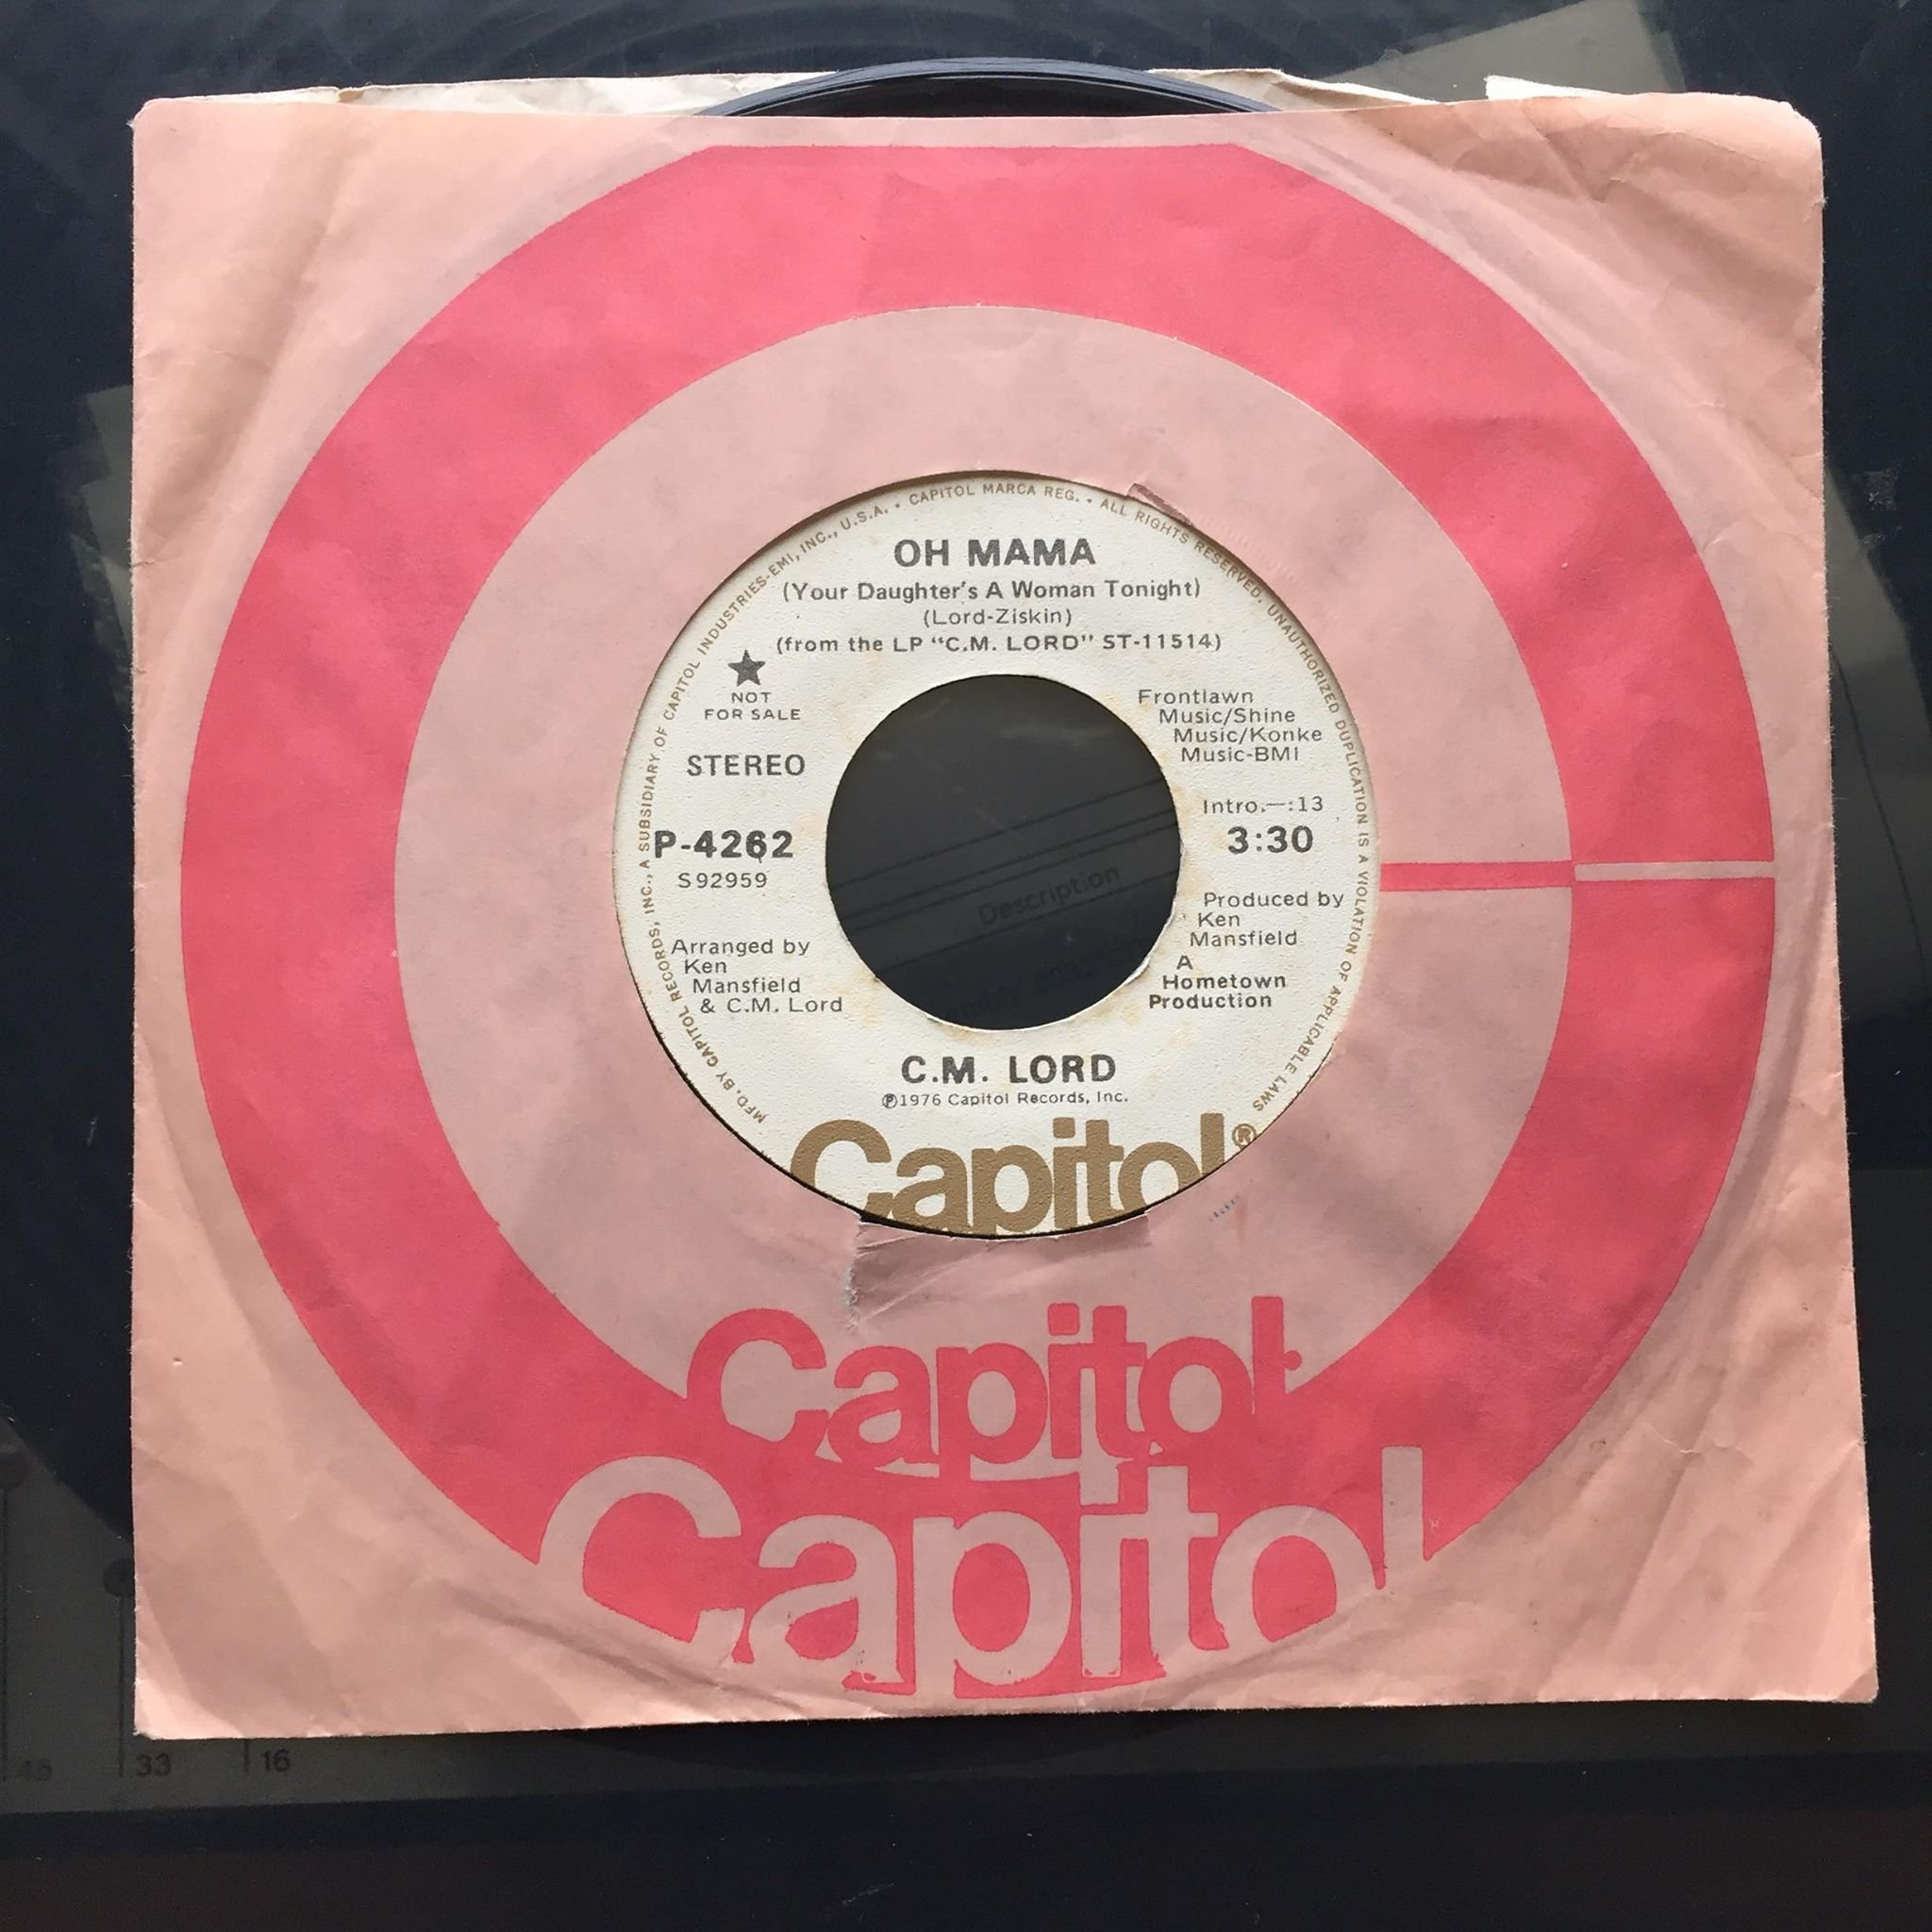 MFD. BY CAPITOL RECORDS, INC., A SUBSIDIARY OF CAPITOL INDUSTRIES-EMI, INC., U.S.A. • CAPITOL MARCA REG. • ALL RIGHTS RESERVED. UNAUTHORIZED DUPLICATION IS A VIOLATION OF APPLICABLE LAWS
OH MAMA
(Your Daughter's A Woman Tonight)
(Lord-Ziskin)
(from the LP "C.M. LORD" ST-11514)
★
NOT
FOR SALE
STEREO
P-4262
S92959
Arranged by
Ken
Mansfield
& C.M. Lord
Frontlawn
Music/Shine
Music/Konke
Music-BMI
Intro.—:13
3:30
Produced by
Ken
Mansfield
A
Hometown
Production
Description
C.M. LORD
℗1976 Capitol Records, Inc.
Capitol®
Capitol
Capitol
45
33
16